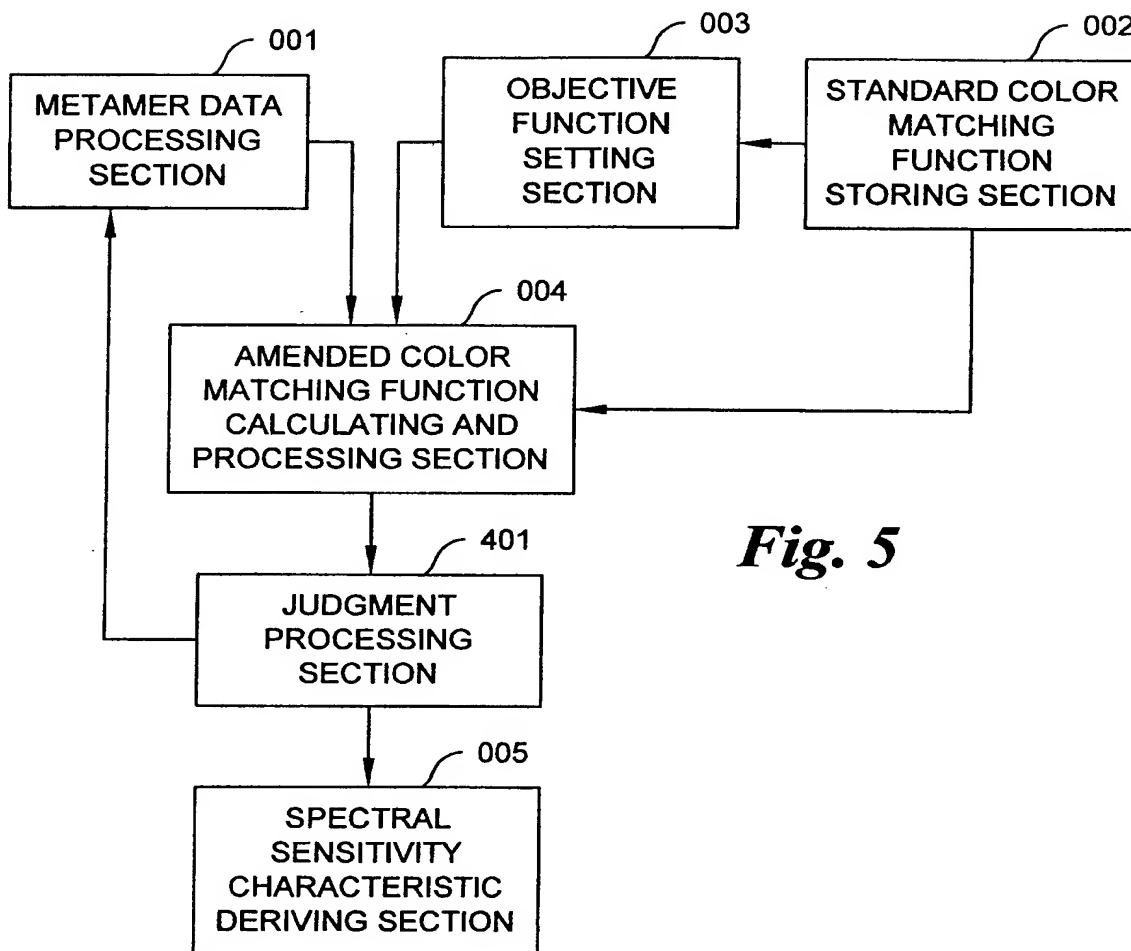 001
METAMER DATA
PROCESSING
SECTION
003
OBJECTIVE
FUNCTION
SETTING
SECTION
002
STANDARD COLOR
MATCHING
FUNCTION
STORING SECTION
004
AMENDED COLOR
MATCHING FUNCTION
CALCULATING AND
PROCESSING SECTION
401
JUDGMENT
PROCESSING
SECTION
Fig. 5
005
SPECTRAL
SENSITIVITY
CHARACTERISTIC
DERIVING SECTION